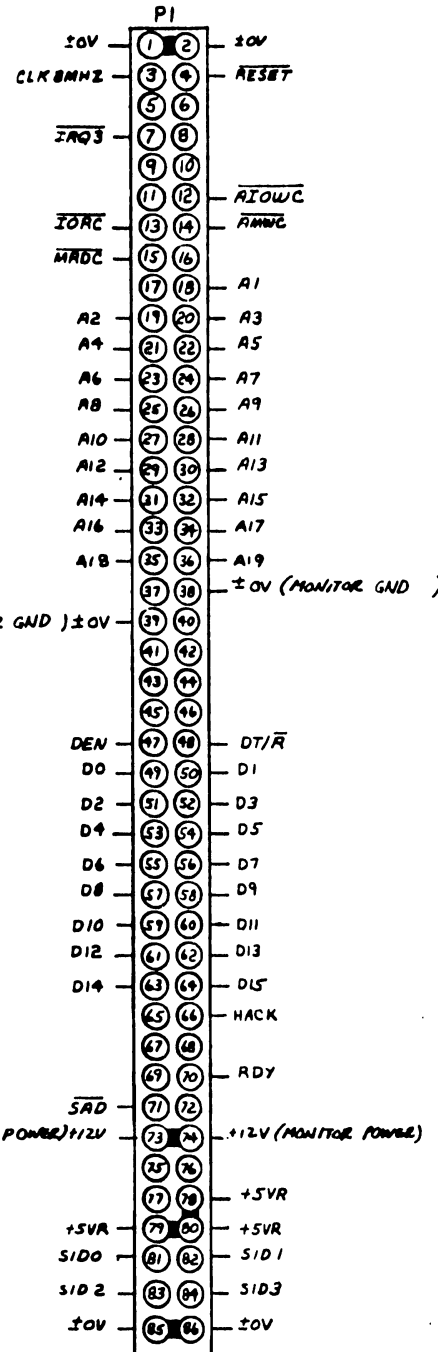 P1
±0V 1 2 ±0V
CLK8MHZ 3 4 RESET
5 6
IRQ3 7 8
9 10
11 12 AIOWC
IORC 13 14 AMWC
MRDC 15 16
17 18 A1
A2 19 20 A3
A4 21 22 A5
A6 23 24 A7
A8 25 26 A9
A10 27 28 A11
A12 29 30 A13
A14 31 32 A15
A16 33 34 A17
A18 35 36 A19
37 38 ±0V (MONITOR GND )
GND ) ±0V 39 40
41 42
43 44
45 46
DEN 47 48 DT/R
D0 49 50 D1
D2 51 52 D3
D4 53 54 D5
D6 55 56 D7
D8 57 58 D9
D10 59 60 D11
D12 61 62 D13
D14 63 64 D15
65 66 HACK
67 68
69 70 RDY
SAD 71 72
POWER)+12V 73 74 +12V (MONITOR POWER)
75 76
77 78 +5VR
+5VR 79 80 +5VR
SID0 81 82 SID1
SID2 83 84 SID3
±0V 85 86 ±0V